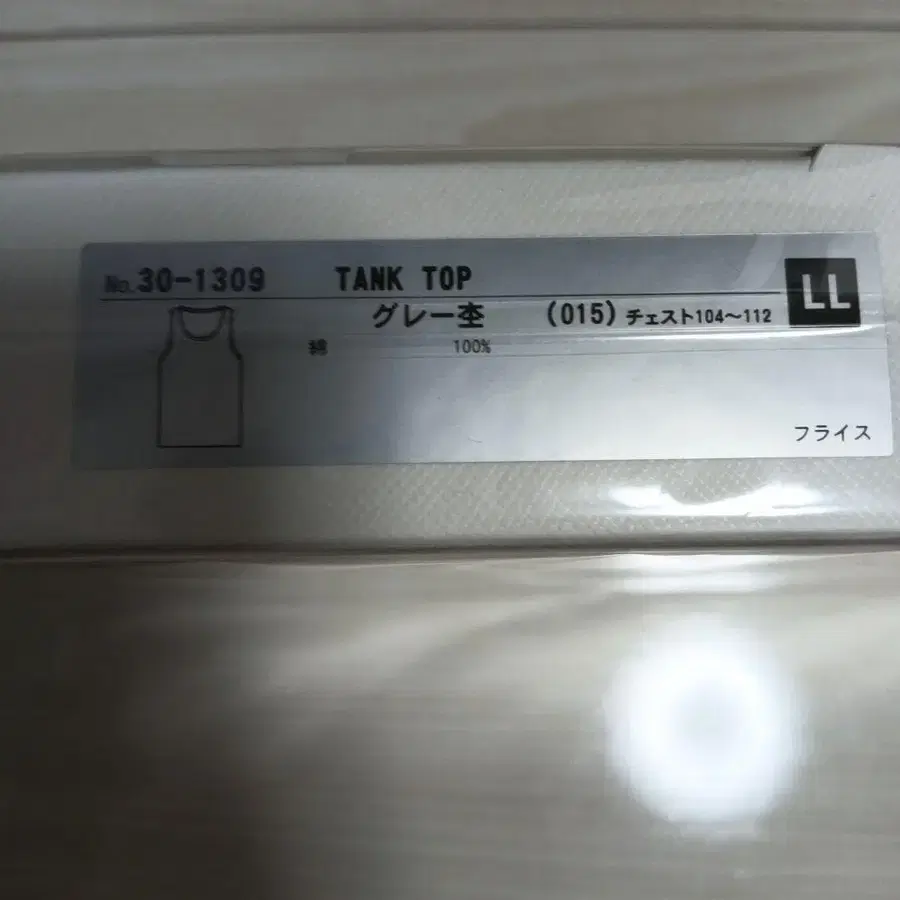 No.30-1309 TANK TOP LL
グレー杢 (015) チェスト104～112
綿 100%
フライス